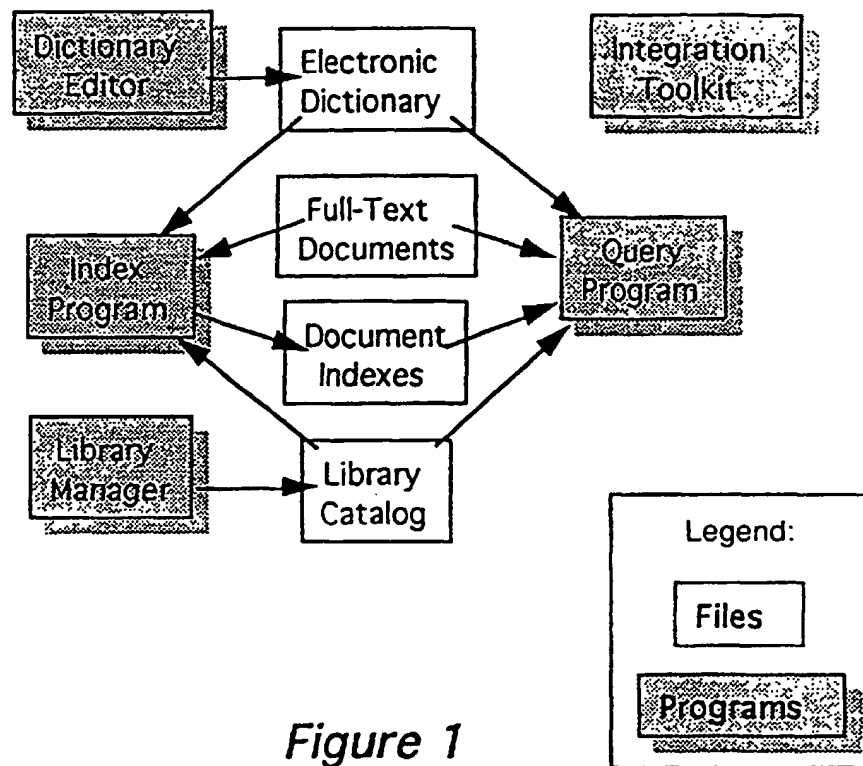 Dictionary
Editor
Electronic
Dictionary
Integration
Toolkit
Full-Text
Documents
Index
Program
Query
Program
Document
Indexes
Library
Manager
Library
Catalog
Legend:
Files
Programs
Figure 1